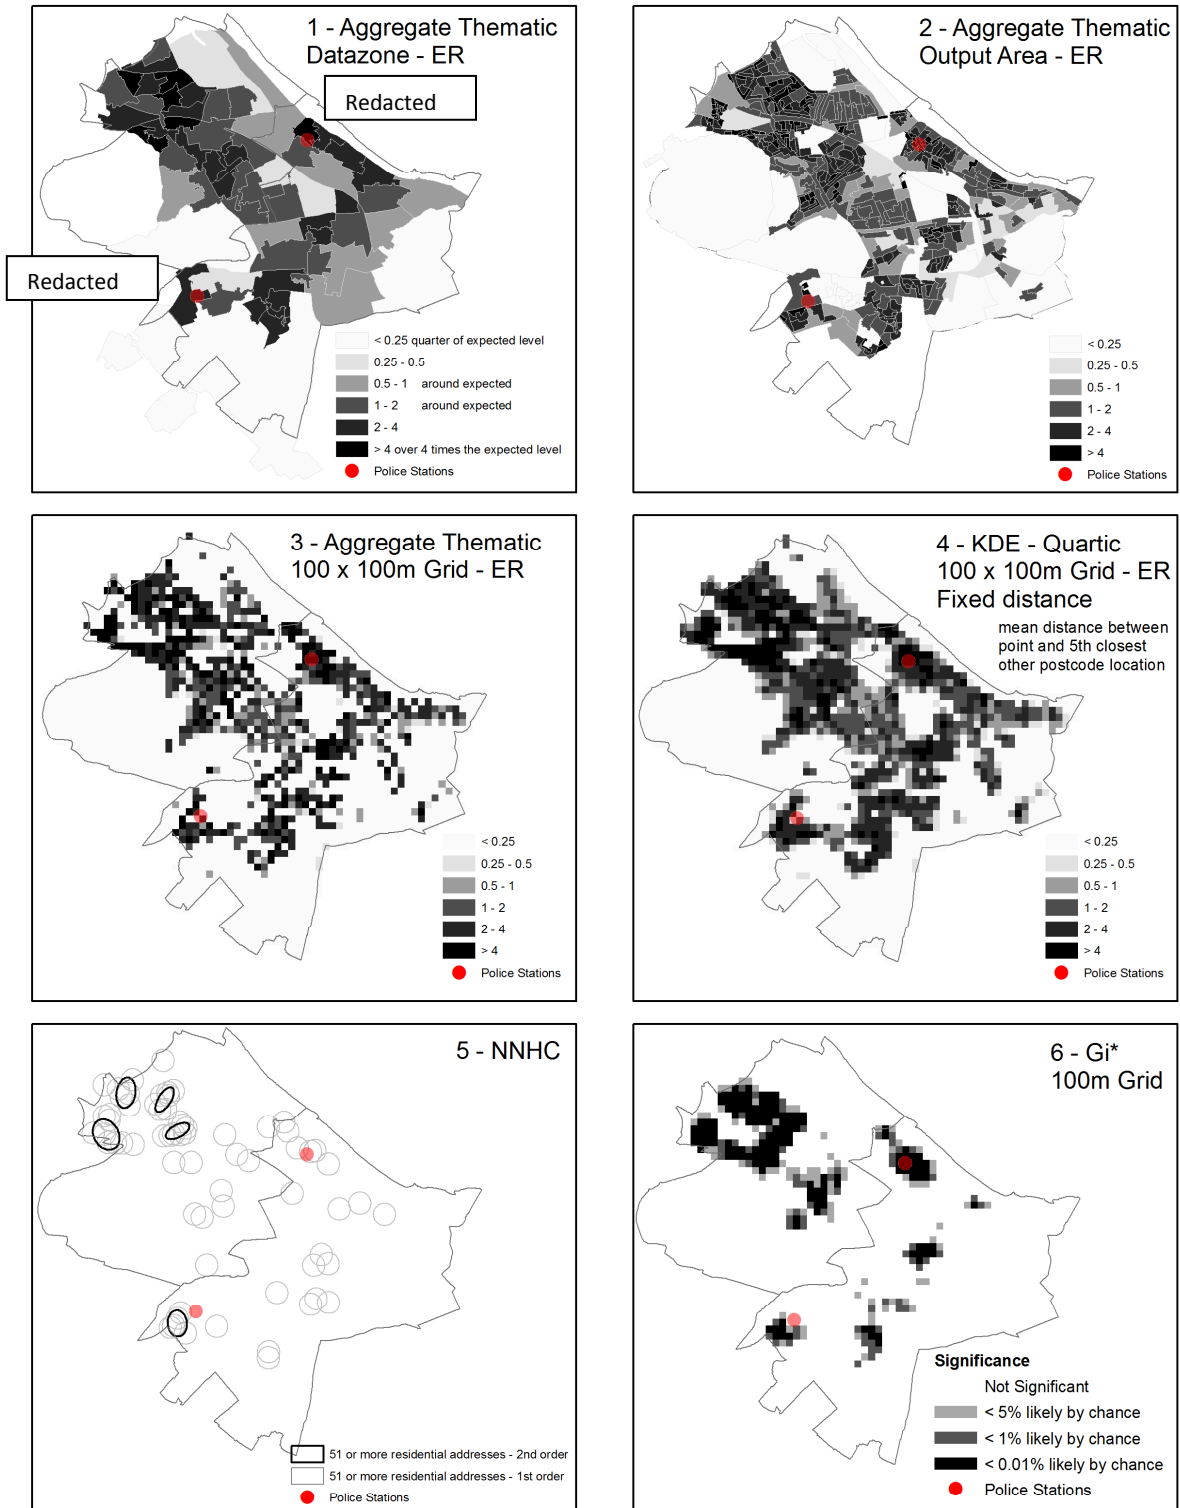 1 - Aggregate Thematic
Datazone - ER
Redacted
Redacted
< 0.25 quarter of expected level
0.25 - 0.5
0.5 - 1 around expected
1 - 2 around expected
2 - 4
> 4 over 4 times the expected level
Police Stations
2 - Aggregate Thematic
Output Area - ER
< 0.25
0.25 - 0.5
0.5 - 1
1 - 2
2 - 4
> 4
Police Stations
3 - Aggregate Thematic
100 x 100m Grid - ER
< 0.25
0.25 - 0.5
0.5 - 1
1 - 2
2 - 4
> 4
Police Stations
4 - KDE - Quartic
100 x 100m Grid - ER
Fixed distance
mean distance between
point and 5th closest
other postcode location
< 0.25
0.25 - 0.5
0.5 - 1
1 - 2
2 - 4
> 4
Police Stations
5 - NNHC
51 or more residential addresses - 2nd order
51 or more residential addresses - 1st order
Police Stations
6 - Gi*
100m Grid
Significance
Not Significant
< 5% likely by chance
< 1% likely by chance
< 0.01% likely by chance
Police Stations